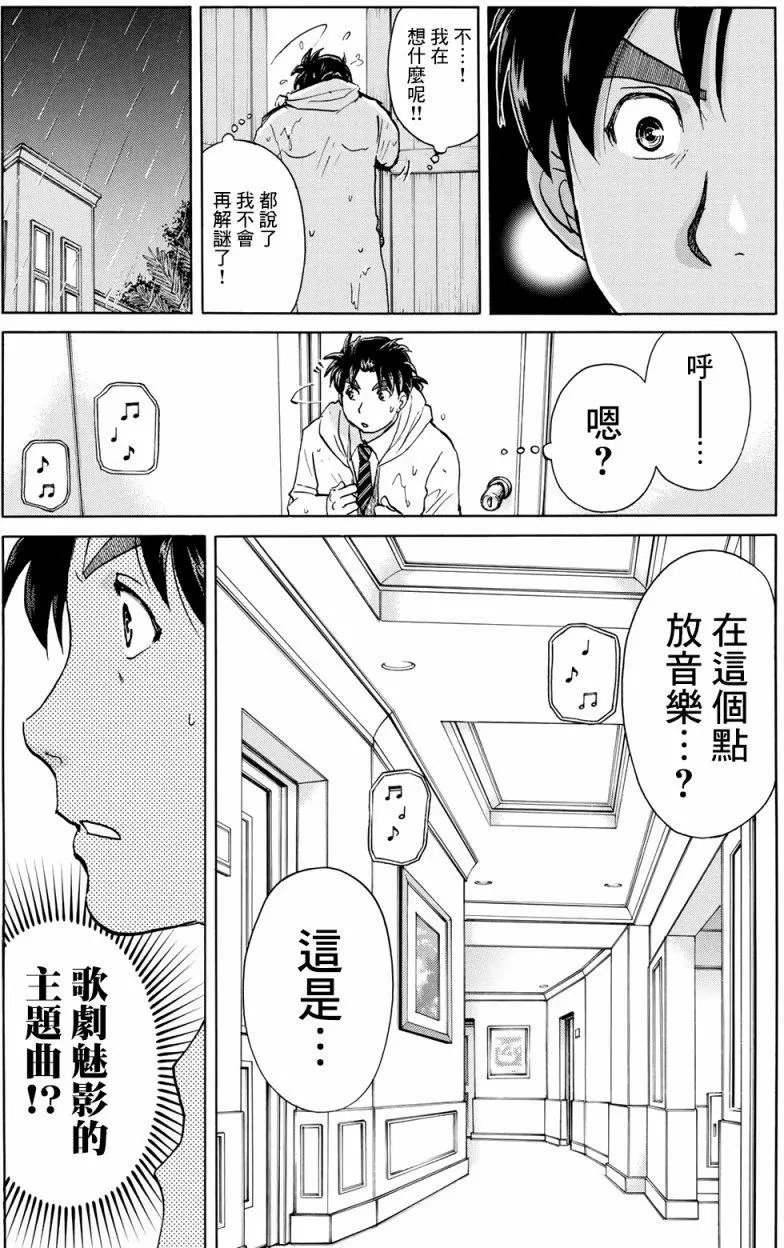 不…!
我在
想什麼呢!!
都說了
我不會
再解謎了!
呼——…
嗯?
在這個點
放音樂…?
這是…
歌劇魅影的
主題曲!?